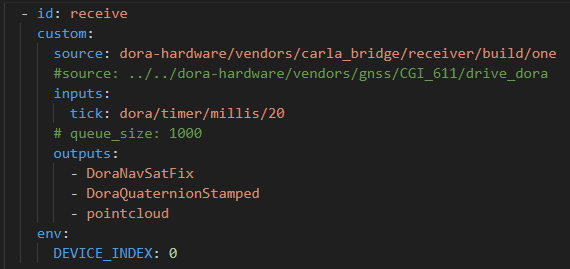 - id: receive
custom:
source: dora-hardware/vendors/carla_bridge/receiver/build/one
#source: ../../dora-hardware/vendors/gnss/CGI_611/drive_dora
inputs:
tick: dora/timer/millis/20
# queue_size: 1000
outputs:
- DoraNavSatFix
- DoraQuaternionStamped
- pointcloud
env:
DEVICE_INDEX: 0